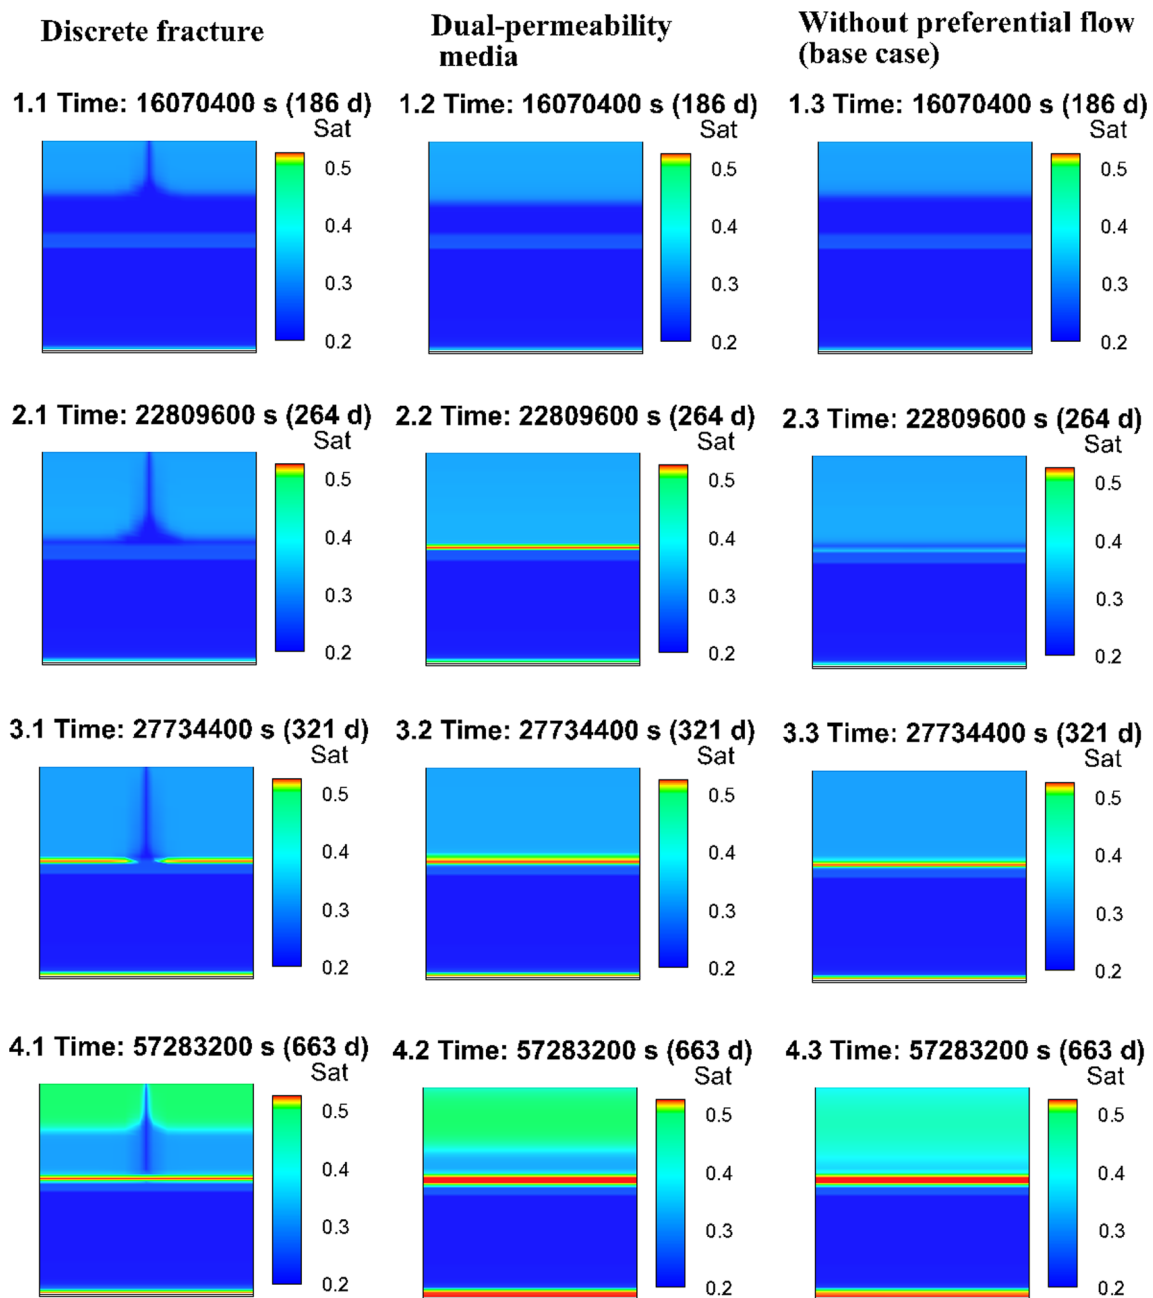 Discrete fracture
Dual-permeability
media
Without preferential flow
(base case)
1.1 Time: 16070400 s (186 d)
Sat
0.5
0.4
0.3
0.2
1.2 Time: 16070400 s (186 d)
Sat
0.5
0.4
0.3
0.2
1.3 Time: 16070400 s (186 d)
Sat
0.5
0.4
0.3
0.2
2.1 Time: 22809600 s (264 d)
Sat
0.5
0.4
0.3
0.2
2.2 Time: 22809600 s (264 d)
Sat
0.5
0.4
0.3
0.2
2.3 Time: 22809600 s (264 d)
Sat
0.5
0.4
0.3
0.2
3.1 Time: 27734400 s (321 d)
Sat
0.5
0.4
0.3
0.2
3.2 Time: 27734400 s (321 d)
Sat
0.5
0.4
0.3
0.2
3.3 Time: 27734400 s (321 d)
Sat
0.5
0.4
0.3
0.2
4.1 Time: 57283200 s (663 d)
Sat
0.5
0.4
0.3
0.2
4.2 Time: 57283200 s (663 d)
Sat
0.5
0.4
0.3
0.2
4.3 Time: 57283200 s (663 d)
Sat
0.5
0.4
0.3
0.2